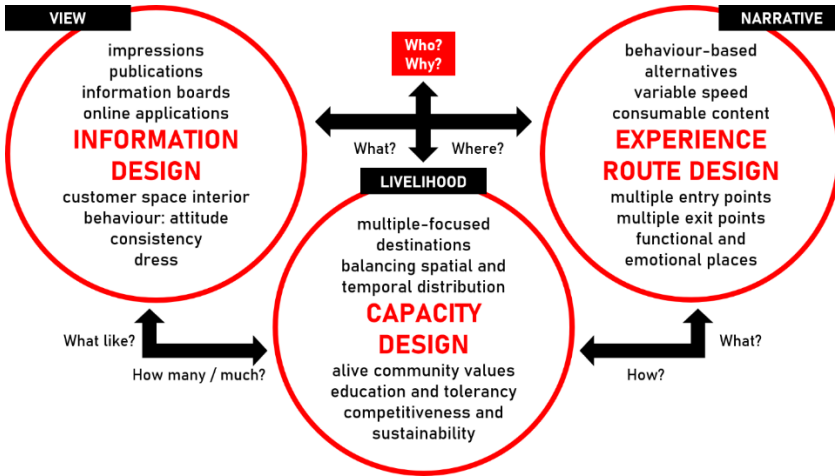 VIEW
impressions
publications
information boards
online applications
INFORMATION
DESIGN
customer space interior
behaviour: attitude
consistency
dress
Who?
Why?
What?
Where?
NARRATIVE
behaviour-based
alternatives
variable speed
consumable content
EXPERIENCE
ROUTE DESIGN
multiple entry points
multiple exit points
functional and
emotional places
LIVELIHOOD
multiple-focused
destinations
balancing spatial and
temporal distribution
CAPACITY
DESIGN
alive community values
education and tolerancy
competitiveness and
sustainability
What like?
How many / much?
What?
How?